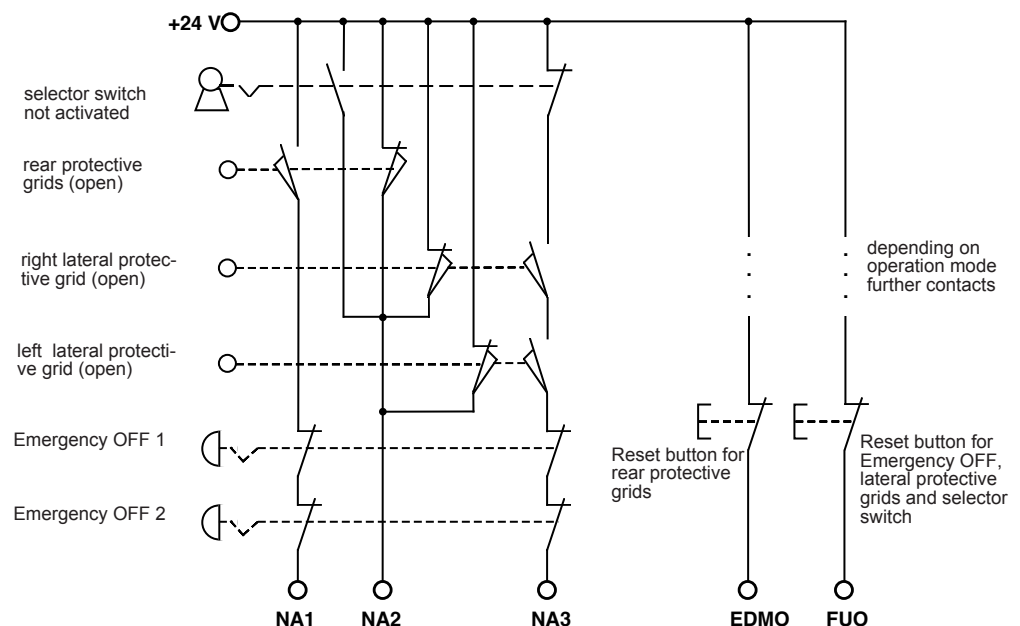 +24 V
selector switch
not activated
rear protective
grids (open)
right lateral protec-
tive grid (open)
depending on
operation mode
further contacts
left lateral protecti-
ve grid (open)
Emergency OFF 1
Reset button for
rear protective
grids
Reset button for
Emergency OFF,
lateral protective
grids and selector
switch
Emergency OFF 2
NA1
NA2
NA3
EDMO
FUO